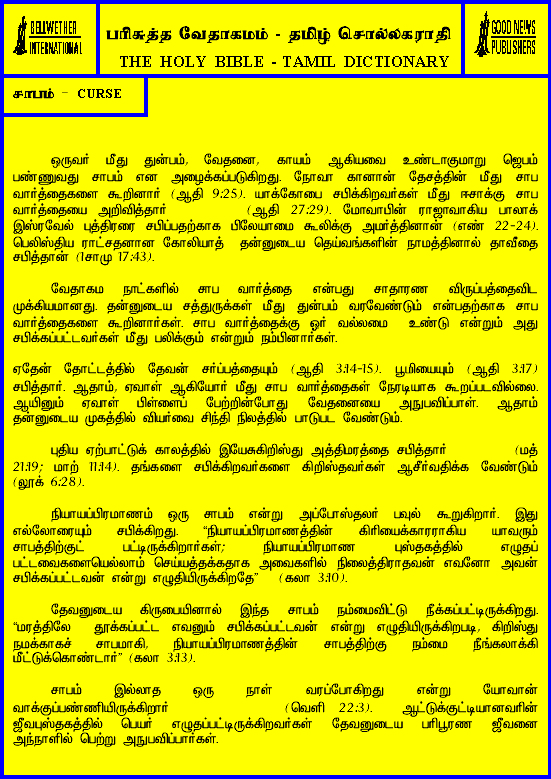 BELLWETHER
INTERNATIONAL
பரிசுத்த வேதாகமம் - தமிழ் சொல்லகராதி
THE HOLY BIBLE - TAMIL DICTIONARY
GOOD NEWS
PUBLISHERS
சாபம் - CURSE
ஒருவர் மீது துன்பம், வேதனை, காயம் ஆகியவை உண்டாகுமாறு ஜெபம்
பண்ணுவது சாபம் என அழைக்கப்படுகிறது. நோவா கானான் தேசத்தின் மீது சாப
வார்த்தைகளை கூறினார் (ஆதி 9:25). யாக்கோபை சபிக்கிறவர்கள் மீது ஈசாக்கு சாப
வார்த்தையை அறிவித்தார் (ஆதி 27:29). மோவாபின் ராஜாவாகிய பாலாக்
இஸ்ரவேல் புத்திரரை சபிப்பதற்காக பிலேயாமை கூலிக்கு அமர்த்தினான் (எண் 22-24).
பெலிஸ்திய ராட்சதனான கோலியாத் தன்னுடைய தெய்வங்களின் நாமத்தினால் தாவீதை
சபித்தான் (1சாமு 17:43).
வேதாகம நாட்களில் சாப வார்த்தை என்பது சாதாரண விருப்பத்தைவிட
முக்கியமானது. தன்னுடைய சத்துருக்கள் மீது துன்பம் வரவேண்டும் என்பதற்காக சாப
வார்த்தைகளை கூறினார்கள். சாப வார்த்தைக்கு ஓர் வல்லமை உண்டு என்றும் அது
சபிக்கப்பட்டவர்கள் மீது பலிக்கும் என்றும் நம்பினார்கள்.
ஏதேன் தோட்டத்தில் தேவன் சர்ப்பத்தையும் (ஆதி 3:14-15). பூமியையும் (ஆதி 3:17)
சபித்தார். ஆதாம், ஏவாள் ஆகியோர் மீது சாப வார்த்தைகள் நேரடியாக கூறப்படவில்லை.
ஆயினும் ஏவாள் பிள்ளைப் பேற்றின்போது வேதனையை அநுபவிப்பாள். ஆதாம்
தன்னுடைய முகத்தில் வியர்வை சிந்தி நிலத்தில் பாடுபட வேண்டும்.
புதிய ஏற்பாட்டுக் காலத்தில் இயேசுகிறிஸ்து அத்திமரத்தை சபித்தார் (மத்
21:19; மாற் 11:14). தங்களை சபிக்கிறவர்களை கிறிஸ்தவர்கள் ஆசீர்வதிக்க வேண்டும்
(லூக் 6:28).
நியாயப்பிரமாணம் ஒரு சாபம் என்று அப்போஸ்தலர் பவுல் கூறுகிறார். இது
எல்லோரையும் சபிக்கிறது. “நியாயப்பிரமாணத்தின் கிரியைக்காரராகிய யாவரும்
சாபத்திற்குட் பட்டிருக்கிறார்கள்; நியாயப்பிரமாண புஸ்தகத்தில் எழுதப்
பட்டவைகளையெல்லாம் செய்யத்தக்கதாக அவைகளில் நிலைத்திராதவன் எவனோ அவன்
சபிக்கப்பட்டவன் என்று எழுதியிருக்கிறதே” (கலா 3:10).
தேவனுடைய கிருபையினால் இந்த சாபம் நம்மைவிட்டு நீக்கப்பட்டிருக்கிறது.
“மரத்திலே தூக்கப்பட்ட எவனும் சபிக்கப்பட்டவன் என்று எழுதியிருக்கிறபடி, கிறிஸ்து
நமக்காகச் சாபமாகி, நியாயப்பிரமாணத்தின் சாபத்திற்கு நம்மை நீங்கலாக்கி
மீட்டுக்கொண்டார்” (கலா 3:13).
சாபம் இல்லாத ஒரு நாள் வரப்போகிறது என்று யோவான்
வாக்குப்பண்ணியிருக்கிறார் (வெளி 22:3). ஆட்டுக்குட்டியானவரின்
ஜீவபுஸ்தகத்தில் பெயர் எழுதப்பட்டிருக்கிறவர்கள் தேவனுடைய பரிபூரண ஜீவனை
அந்நாளில் பெற்று அநுபவிப்பார்கள்.